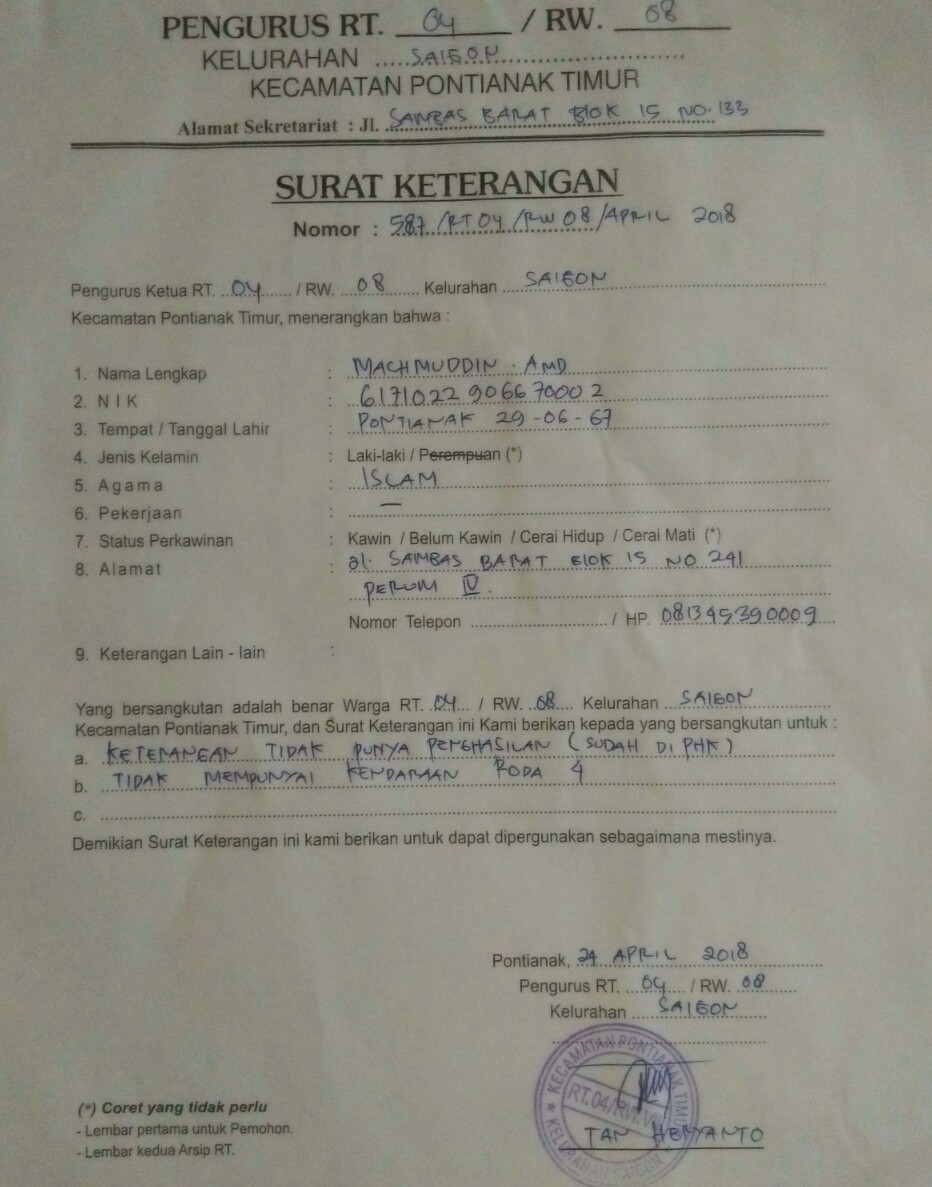 PENGURUS RT. 04 / RW. 08
KELURAHAN SAIGON
KECAMATAN PONTIANAK TIMUR
Alamat Sekretariat : Jl. SAMBAS BARAT BLOK 15 NO. 133
SURAT KETERANGAN
Nomor : 587/RT04/RW08/APRIL 2018
Pengurus Ketua RT. 04 / RW. 08 Kelurahan SAIGON
Kecamatan Pontianak Timur, menerangkan bahwa :
1. Nama Lengkap : MACHMUDDIN . AMD
2. N I K : 6171022906670002
3. Tempat / Tanggal Lahir : PONTIANAK 29-06-67
4. Jenis Kelamin : Laki-laki / Perempuan (*)
5. Agama : ISLAM
6. Pekerjaan : —
7. Status Perkawinan : Kawin / Belum Kawin / Cerai Hidup / Cerai Mati (*)
8. Alamat : Jl. SAMBAS BARAT BLOK 15 NO 241
PERUM IV.
Nomor Telepon / HP. 081345390009
9. Keterangan Lain - lain :
Yang bersangkutan adalah benar Warga RT. 04 / RW. 08 Kelurahan SAIGON
Kecamatan Pontianak Timur, dan Surat Keterangan ini Kami berikan kepada yang bersangkutan untuk :
a. KETERANGAN TIDAK PUNYA PENGHASILAN (SUDAH DI PHK)
b. TIDAK MEMPUNYAI KENDARAAN RODA 4
c.
Demikian Surat Keterangan ini kami berikan untuk dapat dipergunakan sebagaimana mestinya.
Pontianak, 24 APRIL 2018
Pengurus RT. 04 / RW. 08
Kelurahan SAIGON
KECAMATAN PONTIANAK TIMUR
RT.04/RW.
KELURAHAN SAIGON
TAN HENYANTO
(*) Coret yang tidak perlu
- Lembar pertama untuk Pemohon.
- Lembar kedua Arsip RT.